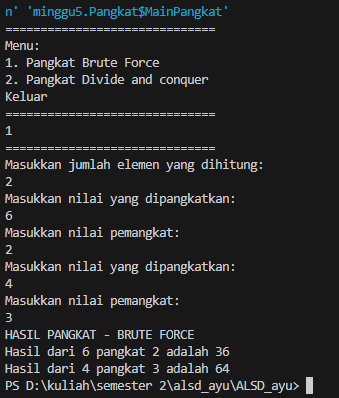 n' 'minggu5.Pangkat$MainPangkat'
==============================
Menu:
1. Pangkat Brute Force
2. Pangkat Divide and conquer
Keluar
==============================
1
==============================
Masukkan jumlah elemen yang dihitung:
2
Masukkan nilai yang dipangkatkan:
6
Masukkan nilai pemangkat:
2
Masukkan nilai yang dipangkatkan:
4
Masukkan nilai pemangkat:
3
HASIL PANGKAT - BRUTE FORCE
Hasil dari 6 pangkat 2 adalah 36
Hasil dari 4 pangkat 3 adalah 64
PS D:\kuliah\semester 2\alsd_ayu\ALSD_ayu>